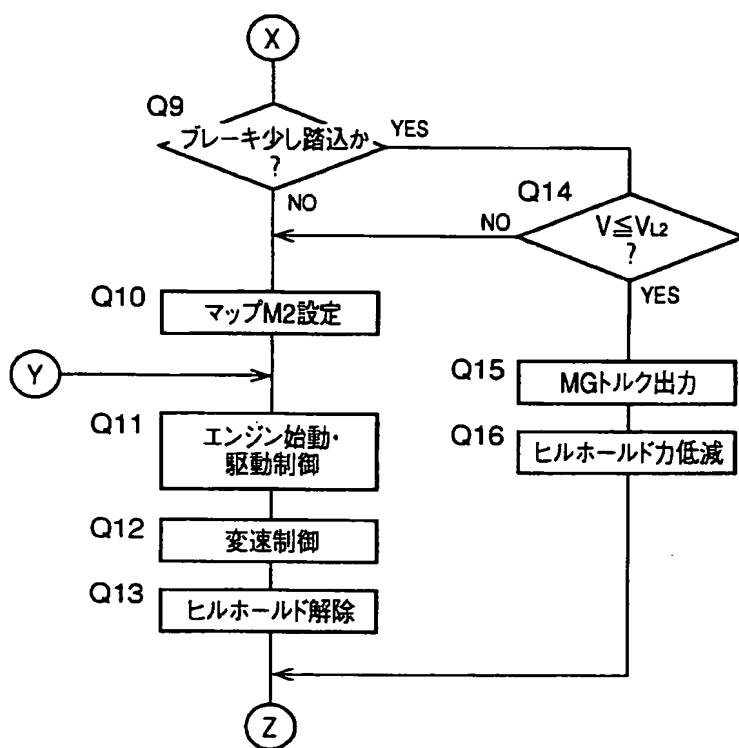 X
Q9
ブレーキ少し踏込か
?
YES
NO
Q14
V≦VL2
?
NO
YES
Q10
マップM2設定
Y
Q15
MGトルク出力
Q11
エンジン始動・
駆動制御
Q16
ヒルホールド力低減
Q12
変速制御
Q13
ヒルホールド解除
Z